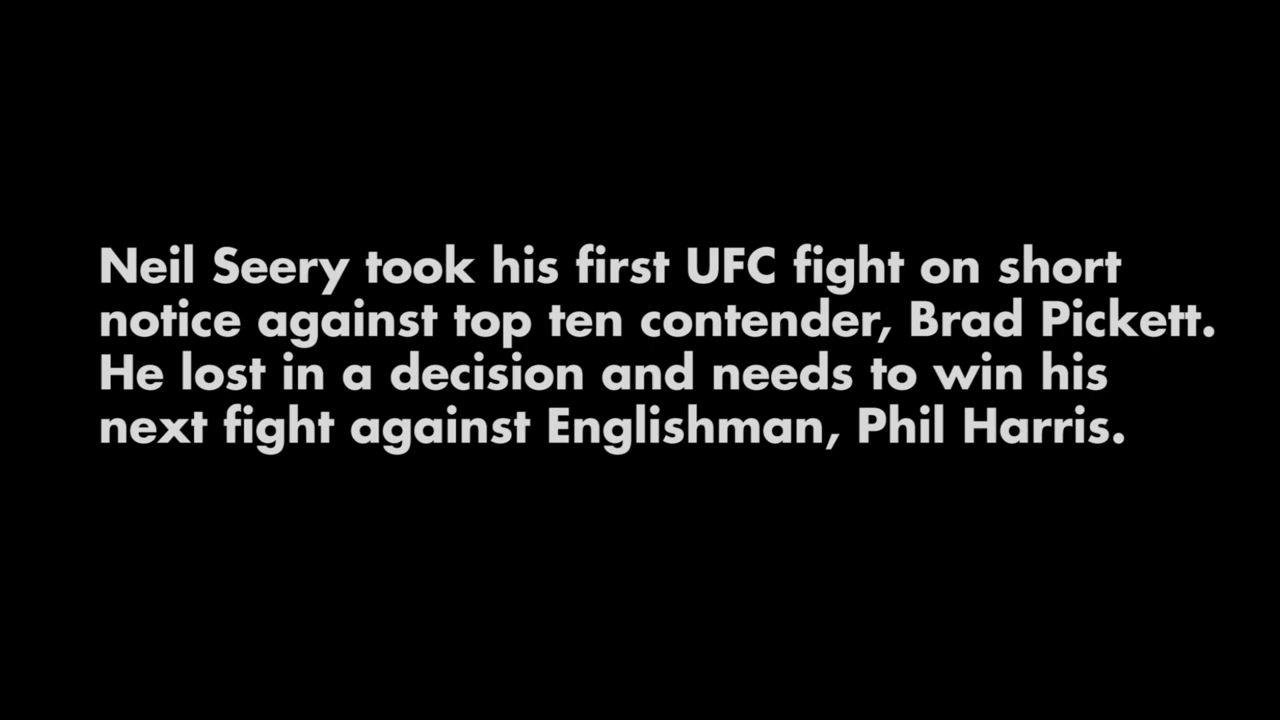 Neil Seery took his first UFC fight on short
notice against top ten contender, Brad Pickett.
He lost in a decision and needs to win his
next fight against Englishman, Phil Harris.